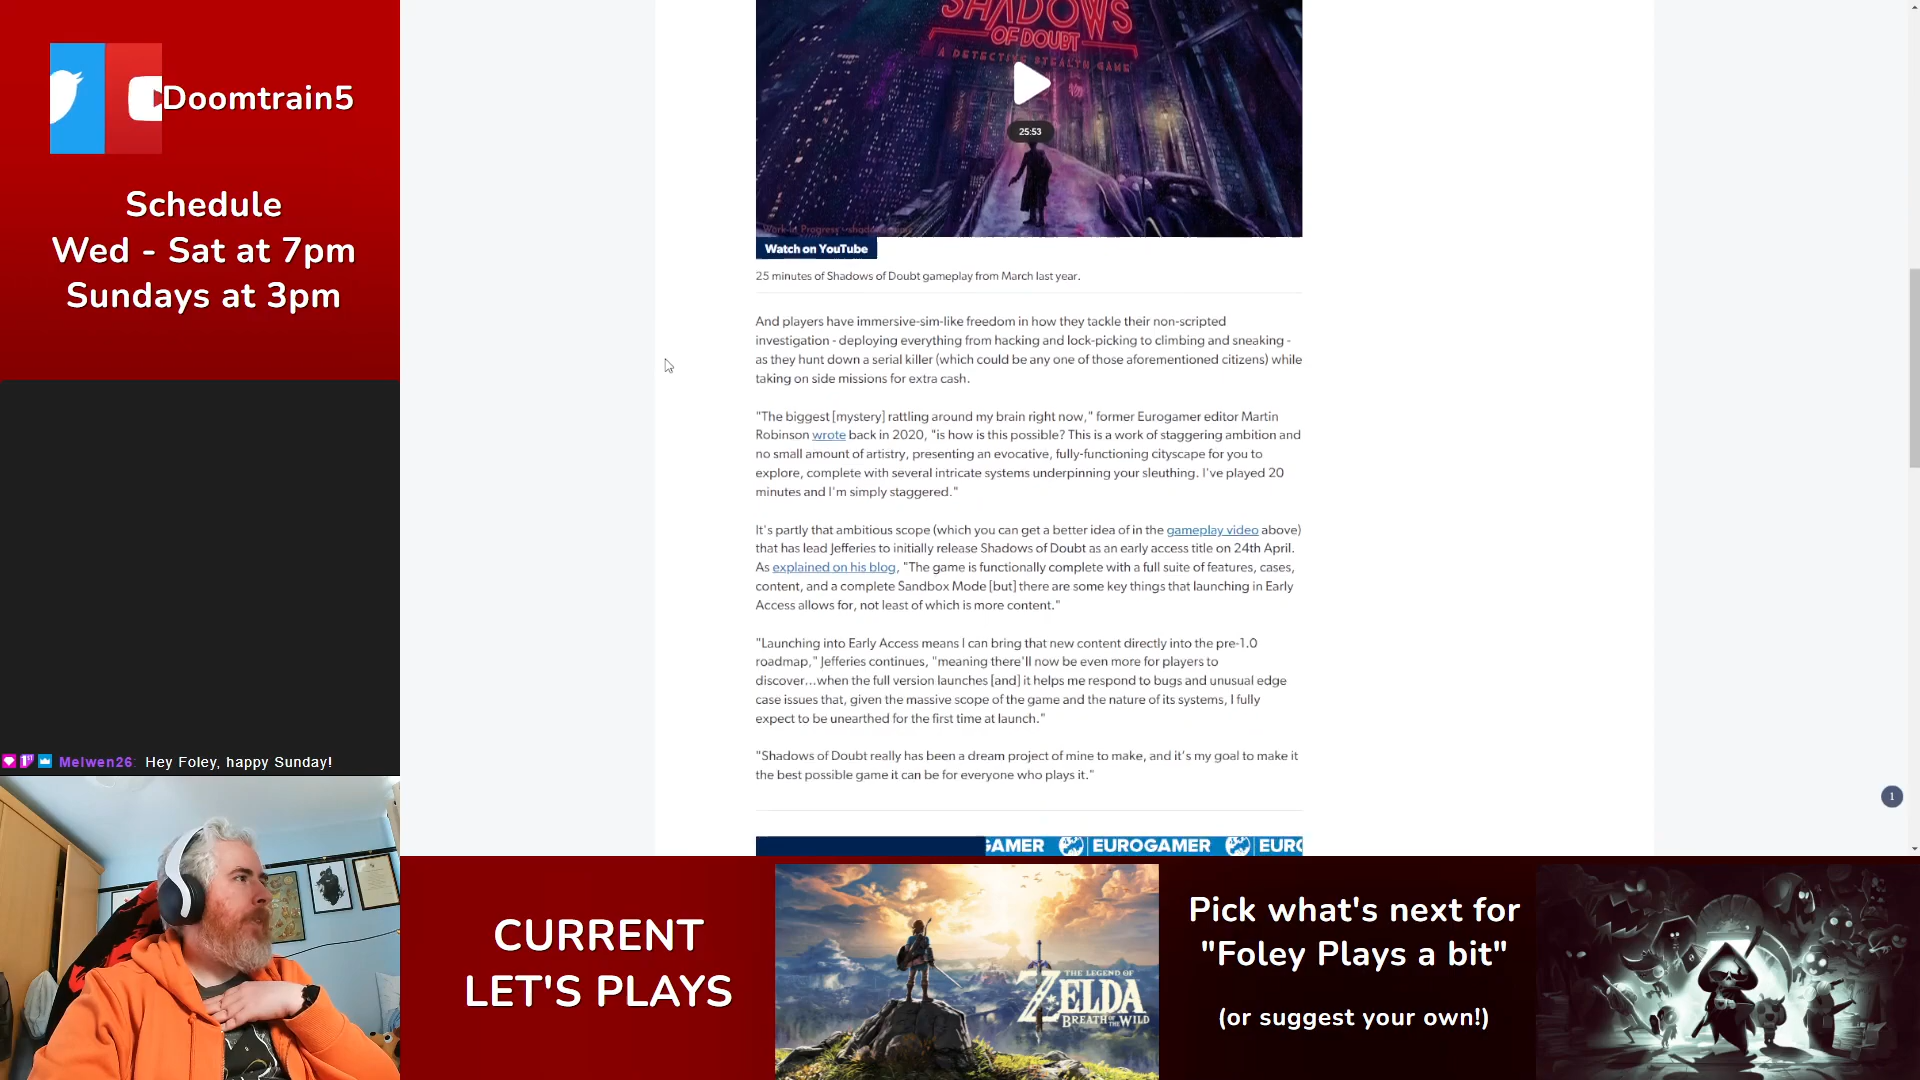 Doomtrain5
Schedule
Wed - Sat at 7pm
Sundays at 3pm
Melwen26: Hey Foley, happy Sunday!
SHADOWS
OF DOUBT
A DETECTIVE STEALTH GAME
25:53
Watch on YouTube
25 minutes of Shadows of Doubt gameplay from March last year.
And players have immersive-sim-like freedom in how they tackle their non-scripted
investigation - deploying everything from hacking and lock-picking to climbing and sneaking -
as they hunt down a serial killer (which could be any one of those aforementioned citizens) while
taking on side missions for extra cash.
"The biggest [mystery] rattling around my brain right now," former Eurogamer editor Martin
Robinson wrote back in 2020, "is how is this possible? This is a work of staggering ambition and
no small amount of artistry, presenting an evocative, fully-functioning cityscape for you to
explore, complete with several intricate systems underpinning your sleuthing. I've played 20
minutes and I'm simply staggered."
It's partly that ambitious scope (which you can get a better idea of in the gameplay video above)
that has lead Jefferies to initially release Shadows of Doubt as an early access title on 24th April.
As explained on his blog, "The game is functionally complete with a full suite of features, cases,
content, and a complete Sandbox Mode [but] there are some key things that launching in Early
Access allows for, not least of which is more content."
"Launching into Early Access means I can bring that new content directly into the pre-1.0
roadmap," Jefferies continues, "meaning there'll now be even more for players to
discover...when the full version launches [and] it helps me respond to bugs and unusual edge
case issues that, given the massive scope of the game and the nature of its systems, I fully
expect to be unearthed for the first time at launch."
"Shadows of Doubt really has been a dream project of mine to make, and it's my goal to make it
the best possible game it can be for everyone who plays it."
1
GAMER EUROGAMER EURO
CURRENT
LET'S PLAYS
THE LEGEND OF
ZELDA
BREATH OF THE WILD
Pick what's next for
"Foley Plays a bit"
(or suggest your own!)